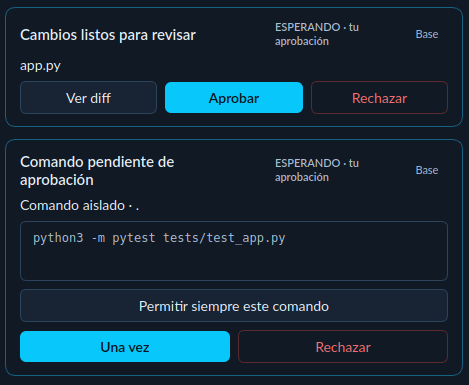 Cambios listos para revisar
ESPERANDO · tu
aprobación
Base
app.py
Ver diff
Aprobar
Rechazar
Comando pendiente de
aprobación
ESPERANDO · tu
aprobación
Base
Comando aislado · .
python3 -m pytest tests/test_app.py
Permitir siempre este comando
Una vez
Rechazar